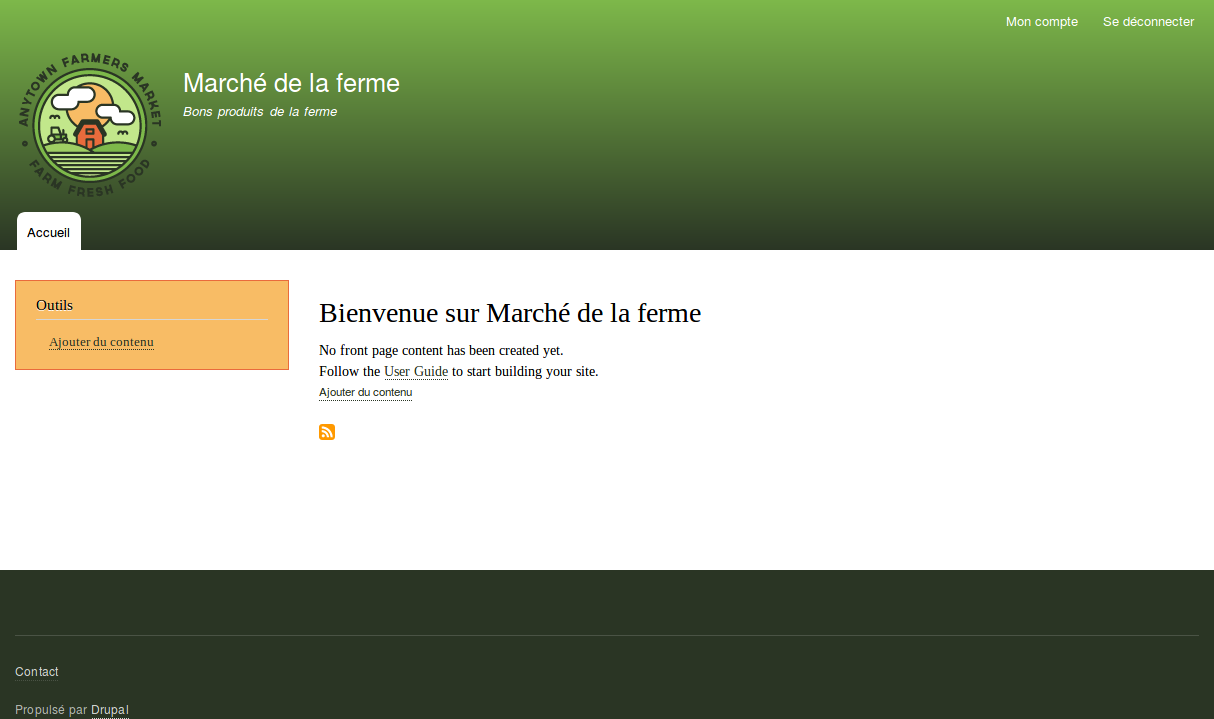 Mon compte Se déconnecter
ANYTOWN FARMERS MARKET
FARM FRESH FOOD
Marché de la ferme
Bons produits de la ferme
Accueil
Outils
Ajouter du contenu
Bienvenue sur Marché de la ferme
No front page content has been created yet.
Follow the User Guide to start building your site.
Ajouter du contenu
Contact
Propulsé par Drupal